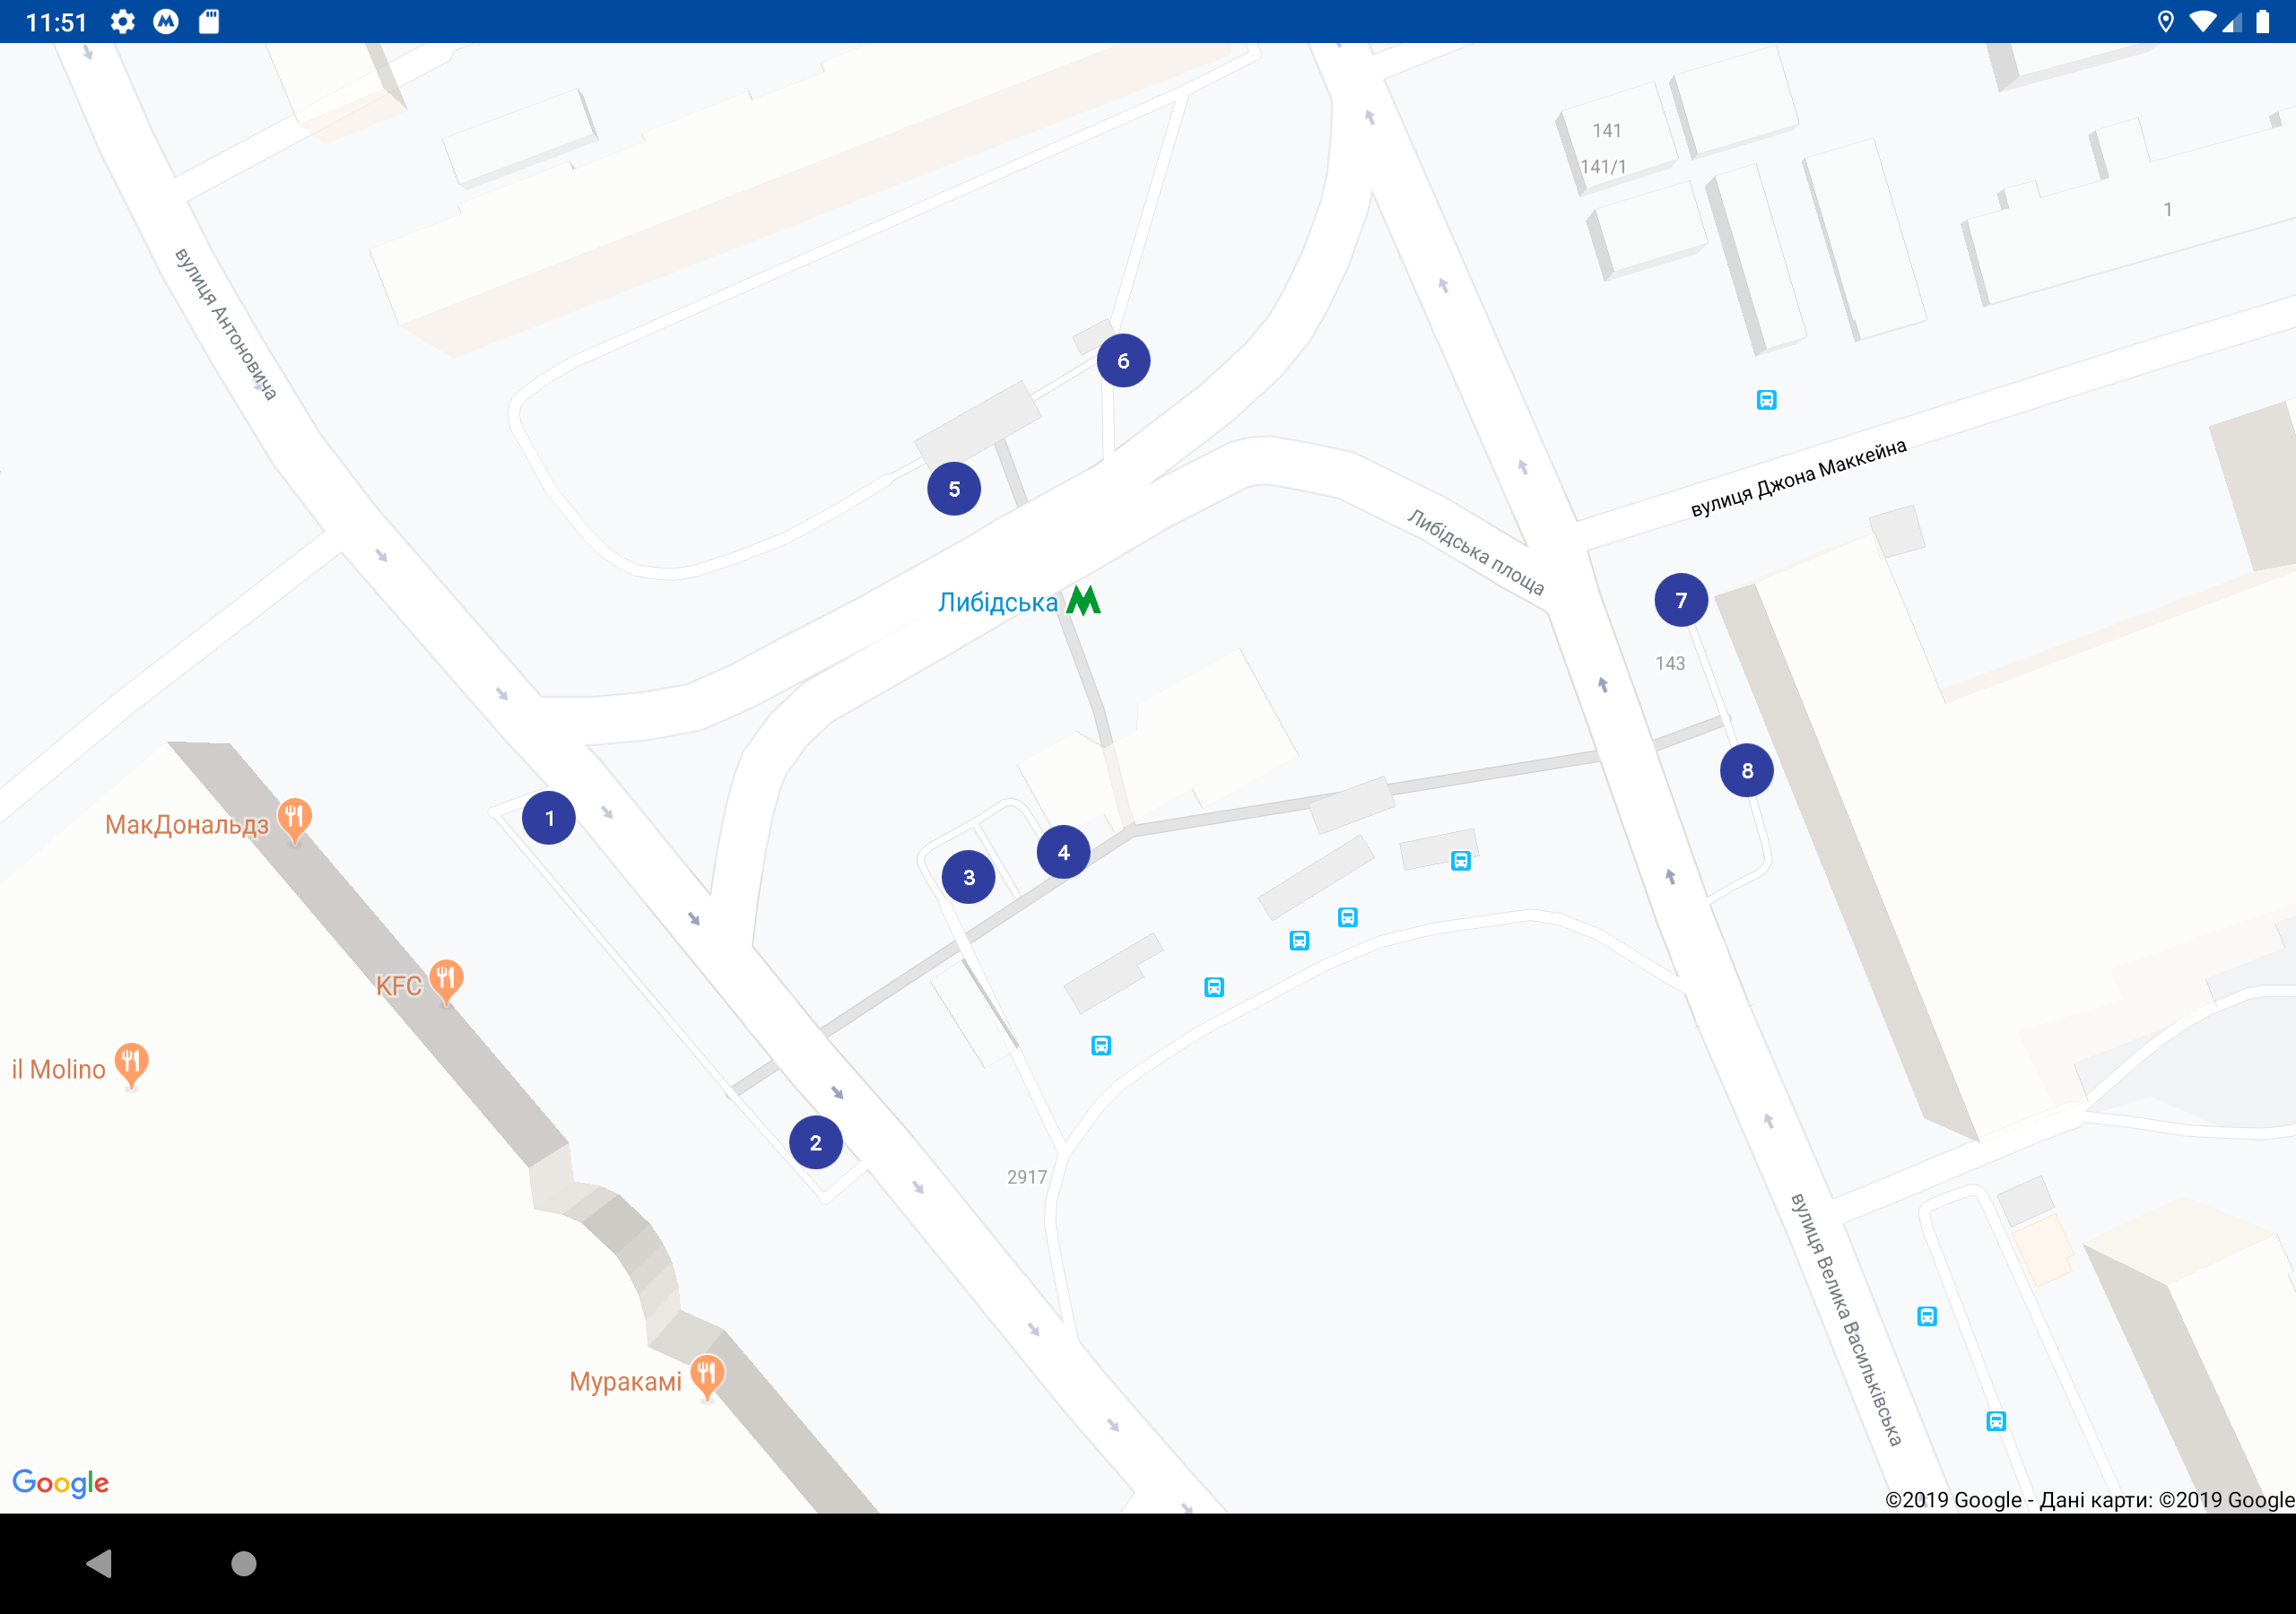 11:51
141
141/1
1
вулиця Антоновича
6
вулиця Джона Маккейна
5
Либідська площа
Либідська
7
143
8
1
МакДональдз
4
3
KFC
il Molino
2
2917
вулиця Велика Васильківська
Муракамі
Google
©2019 Google - Дані карти: ©2019 Google